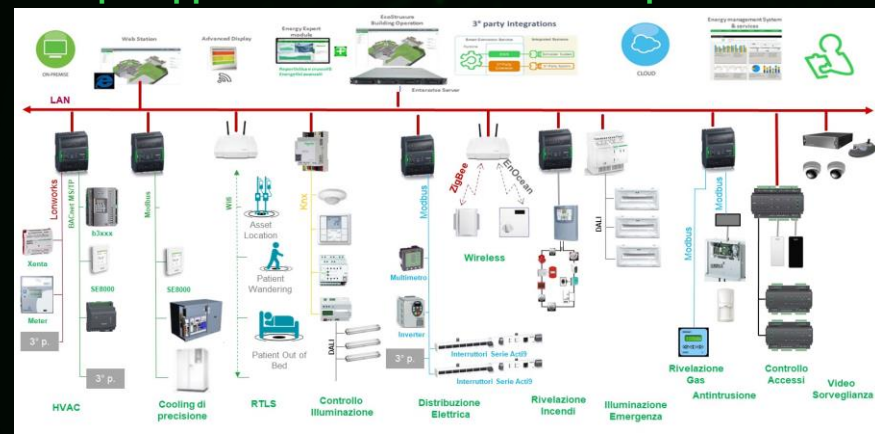 Web Station
Advanced Display
Energy Expert
module
EcoStruxure
Building Operation
3° party integrations
Energy management System
& services
ON-PREMISE
CLOUD
Enterprise Server
LAN
Lonworks
BACnet MS/TP
Modbus
Wifi
Knx
Modbus
ZigBee
EnOcean
DALI
Modbus
Modbus
b3xxx
Xenta
SE8000
Meter
3° p.
3° p.
SE8000
Asset
Location
Patient
Wandering
Patient Out of
Bed
DALI
Multimetro
Inverter
3° p.
Wireless
Interruttori Serie Acti9
Interruttori Serie Acti9
HVAC
Cooling di
precisione
RTLS
Controllo
Illuminazione
Distribuzione
Elettrica
Rivelazione
Incendi
Illuminazione
Emergenza
Rivelazione
Gas
Antintrusione
Controllo
Accessi
Video
Sorveglianza